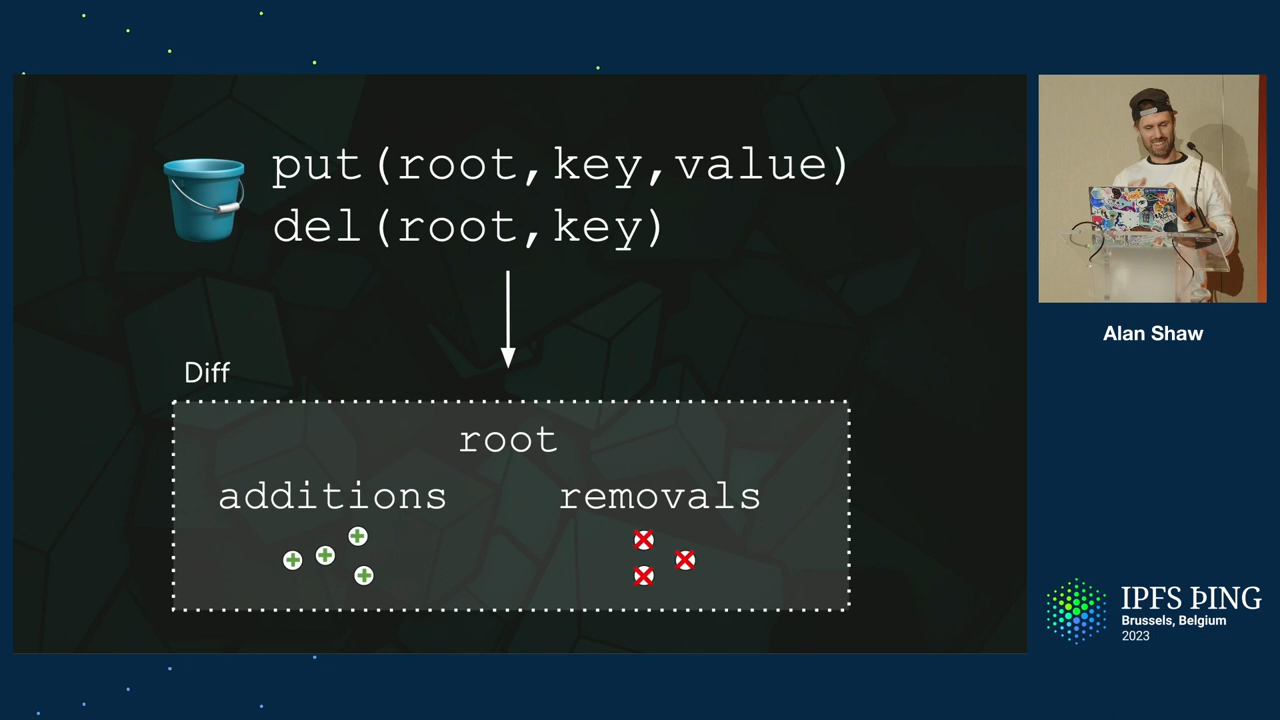 put(root,key,value)
del(root,key)
Diff
root
additions
removals
Alan Shaw
IPFS ÞING
Brussels, Belgium
2023